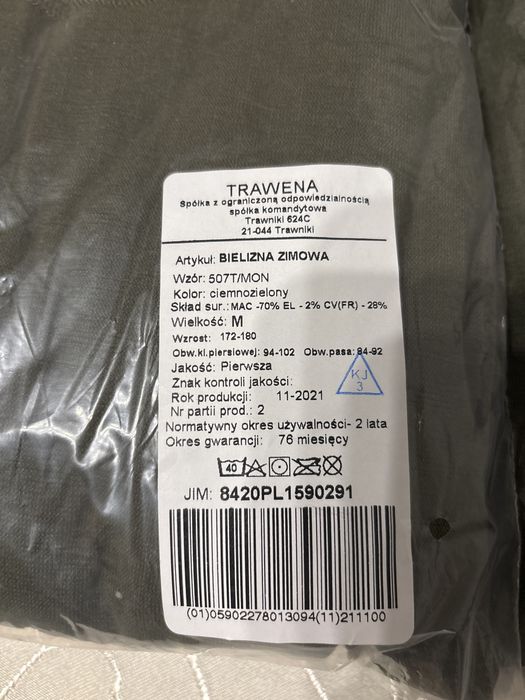 TRAWENA
Spółka z ograniczoną odpowiedzialnością
spółka komandytowa
Trawniki 624C
21-044 Trawniki
Artykuł: BIELIZNA ZIMOWA
Wzór: 507T/MON
Kolor: ciemnozielony
Skład sur.: MAC -70% EL - 2% CV(FR) - 28%
Wielkość: M
Wzrost: 172-180
Obw.kl.piersiowej: 94-102 Obw.pasa: 84-92
Jakość: Pierwsza
Znak kontroli jakości:
KJ
3
Rok produkcji: 11-2021
Nr partii prod.: 2
Normatywny okres używalności- 2 lata
Okres gwarancji: 76 miesięcy
40
JIM: 8420PL1590291
(01)05902278013094(11)211100